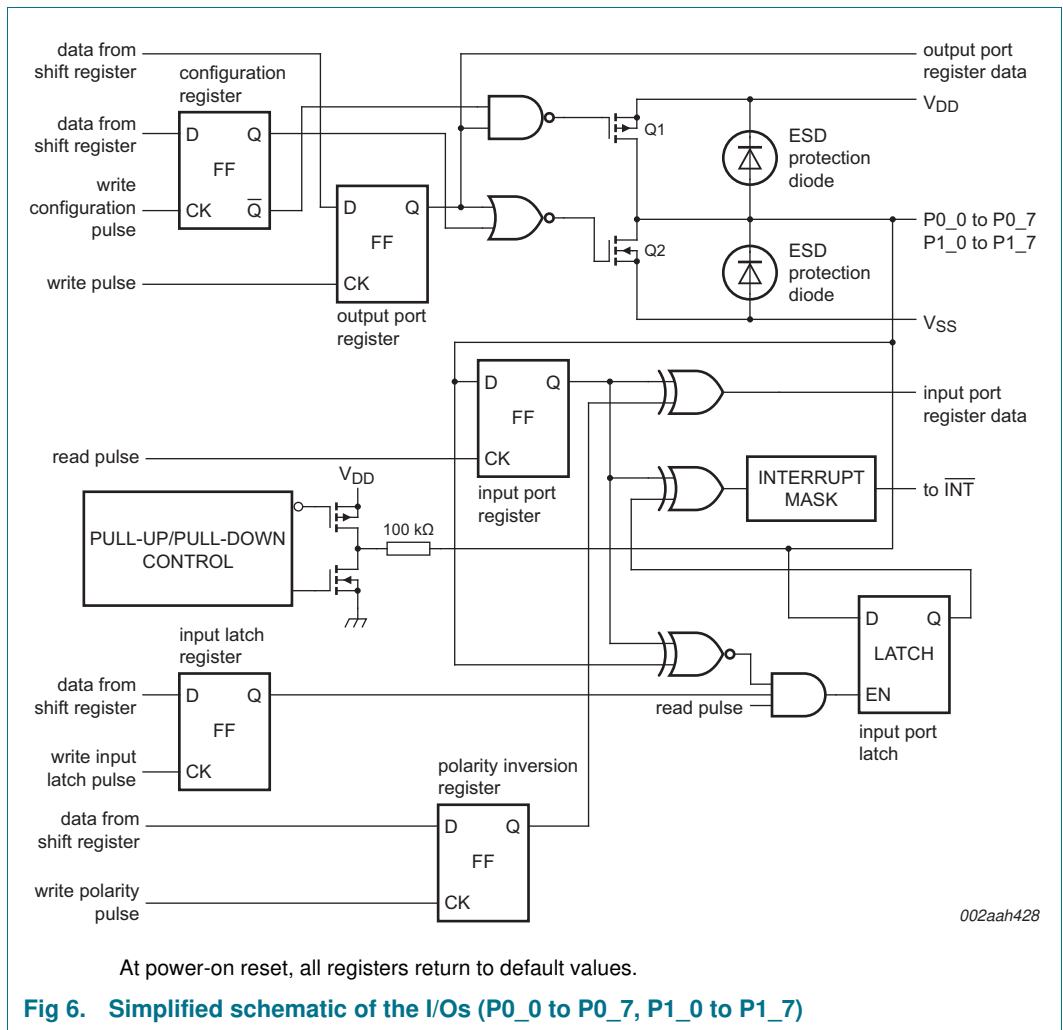 data from
shift register
configuration
register
output port
register data
data from
shift register
D Q
FF
CK Q̅
write
configuration
pulse
VDD
Q1
ESD
protection
diode
D Q
FF
CK
P0_0 to P0_7
P1_0 to P1_7
Q2
ESD
protection
diode
write pulse
output port
register
VSS
D Q
FF
CK
input port
register
input port
register data
read pulse
VDD
INTERRUPT
MASK
to I̅N̅T̅
PULL-UP/PULL-DOWN
CONTROL
100 kΩ
input latch
register
D Q
LATCH
EN
input port
latch
data from
shift register
D Q
FF
CK
read pulse
write input
latch pulse
polarity inversion
register
data from
shift register
D Q
FF
CK
write polarity
pulse
002aah428
At power-on reset, all registers return to default values.
Fig 6. Simplified schematic of the I/Os (P0_0 to P0_7, P1_0 to P1_7)